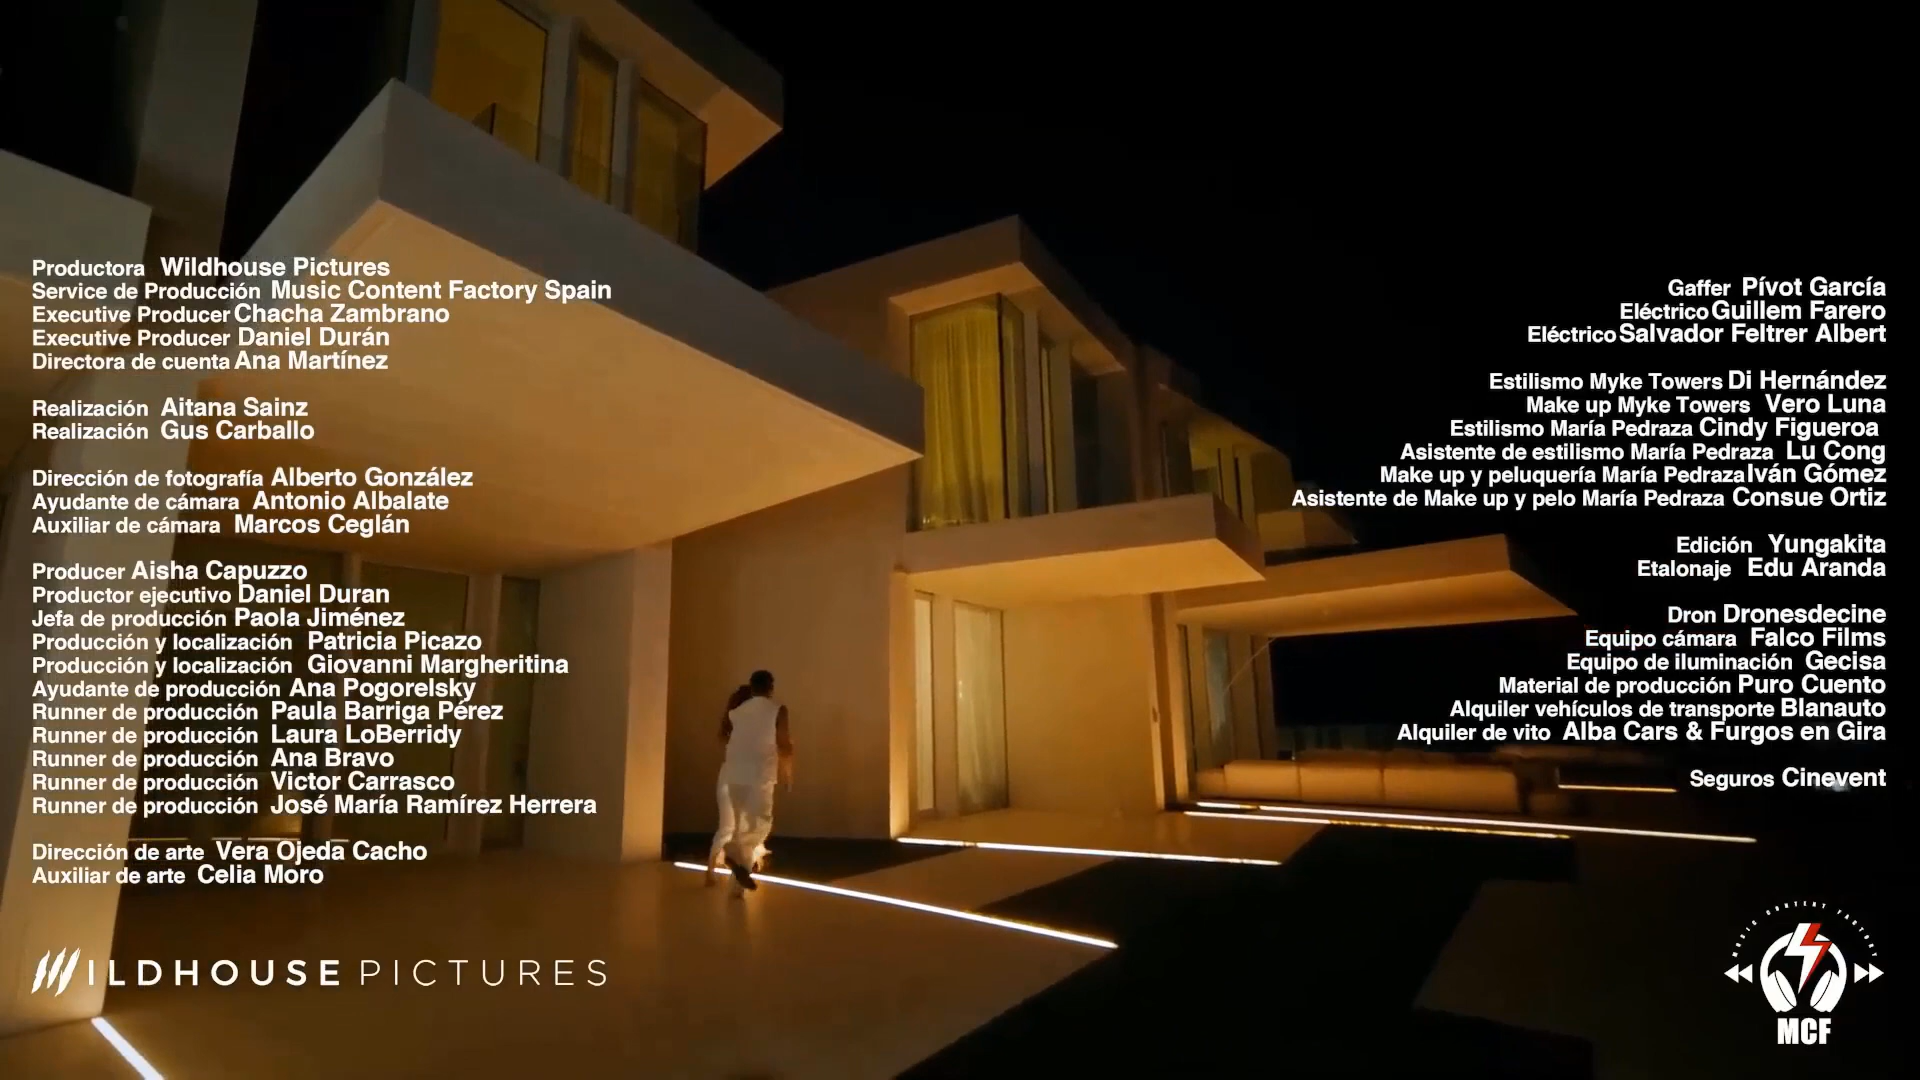 Productora Wildhouse Pictures
Service de Producción Music Content Factory Spain
Executive Producer Chacha Zambrano
Executive Producer Daniel Durán
Directora de cuenta Ana Martínez
Realización Aitana Sainz
Realización Gus Carballo
Dirección de fotografía Alberto González
Ayudante de cámara Antonio Albalate
Auxiliar de cámara Marcos Ceglán
Producer Aisha Capuzzo
Productor ejecutivo Daniel Duran
Jefa de producción Paola Jiménez
Producción y localización Patricia Picazo
Producción y localización Giovanni Margheritina
Ayudante de producción Ana Pogorelsky
Runner de producción Paula Barriga Pérez
Runner de producción Laura LoBerridy
Runner de producción Ana Bravo
Runner de producción Victor Carrasco
Runner de producción José María Ramírez Herrera
Dirección de arte Vera Ojeda Cacho
Auxiliar de arte Celia Moro
WILDHOUSE PICTURES
Gaffer Pívot García
Eléctrico Guillem Farero
Eléctrico Salvador Feltrer Albert
Estilismo Myke Towers Di Hernández
Make up Myke Towers Vero Luna
Estilismo María Pedraza Cindy Figueroa
Asistente de estilismo María Pedraza Lu Cong
Make up y peluquería María Pedraza Iván Gómez
Asistente de Make up y pelo María Pedraza Consue Ortiz
Edición Yungakita
Etalonaje Edu Aranda
Dron Dronesdecine
Equipo cámara Falco Films
Equipo de iluminación Gecisa
Material de producción Puro Cuento
Alquiler vehículos de transporte Blanauto
Alquiler de vito Alba Cars & Furgos en Gira
Seguros Cinevent
MUSIC CONTENT FACTORY
MCF